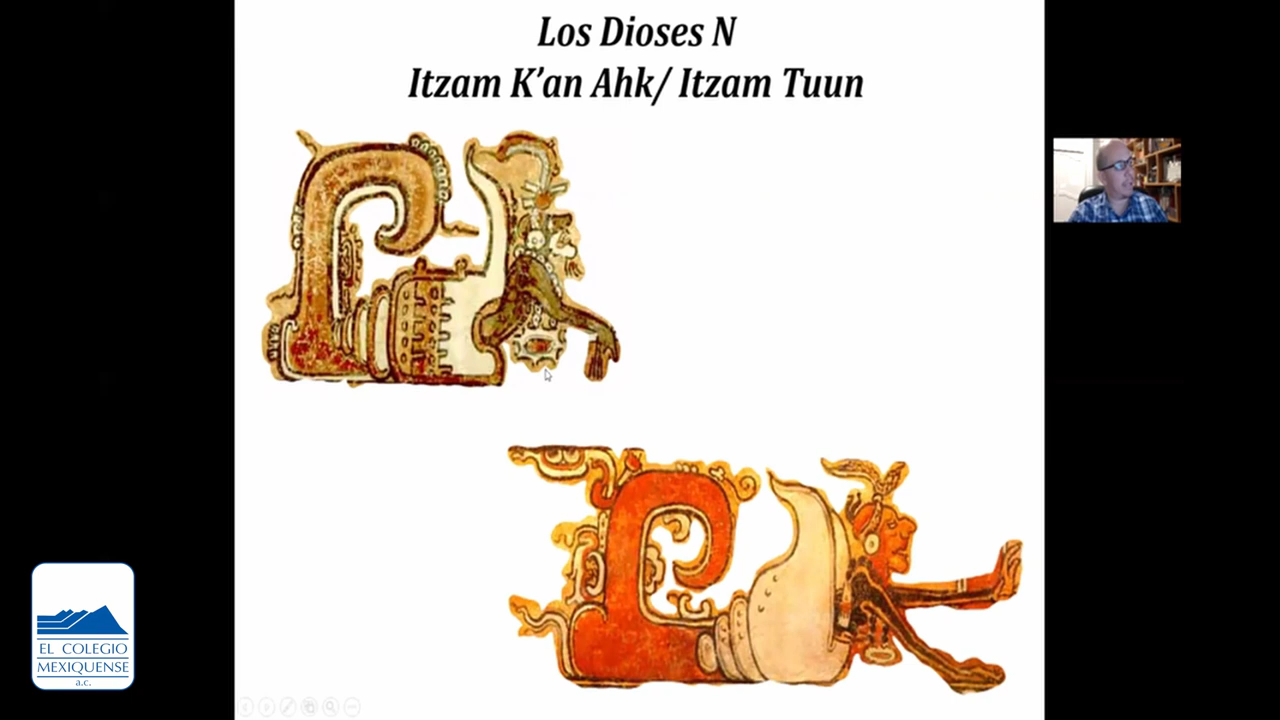 Los Dioses N
Itzam K'an Ahk/ Itzam Tuun
EL COLEGIO
MEXIQUENSE
a.c.